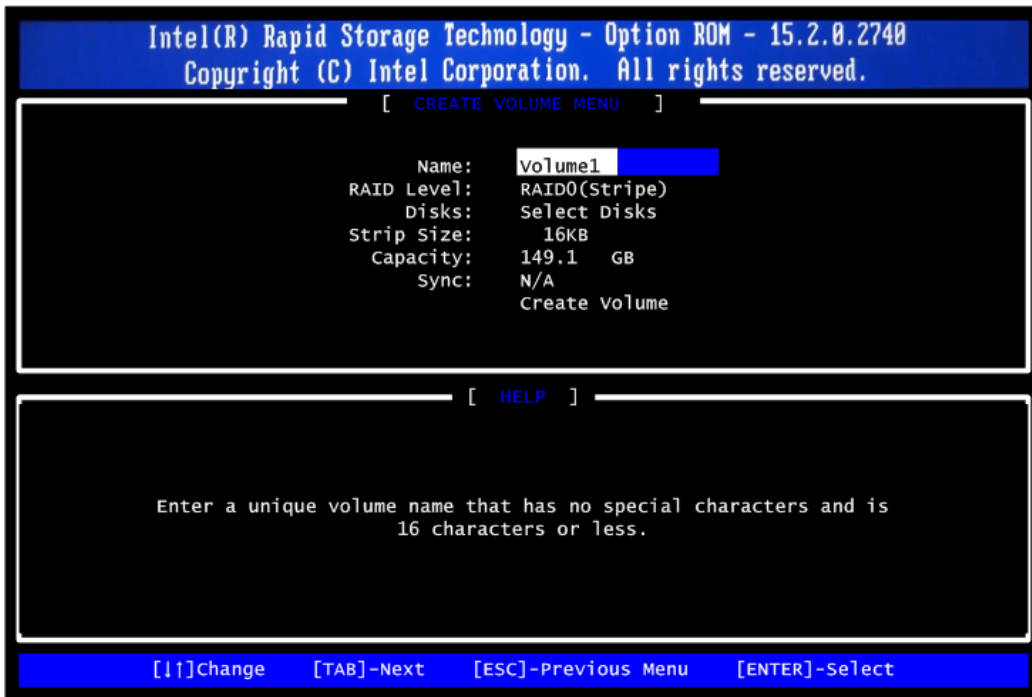 Intel(R) Rapid Storage Technology - Option ROM - 15.2.0.2740
Copyright (C) Intel Corporation. All rights reserved.
[ CREATE VOLUME MENU ]
Name: Volume1
RAID Level: RAID0(Stripe)
Disks: Select Disks
Strip Size: 16KB
Capacity: 149.1 GB
Sync: N/A
Create Volume
[ HELP ]
Enter a unique volume name that has no special characters and is
16 characters or less.
[↓↑]Change [TAB]-Next [ESC]-Previous Menu [ENTER]-Select